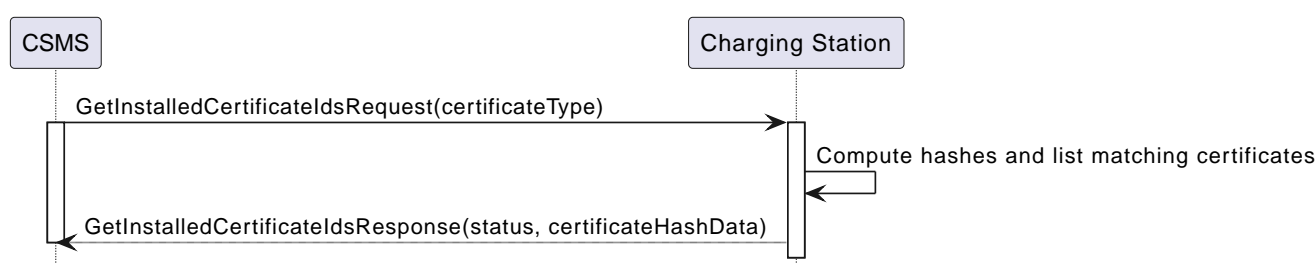 CSMS
Charging Station
GetInstalledCertificateIdsRequest(certificateType)
Compute hashes and list matching certificates
GetInstalledCertificateIdsResponse(status, certificateHashData)